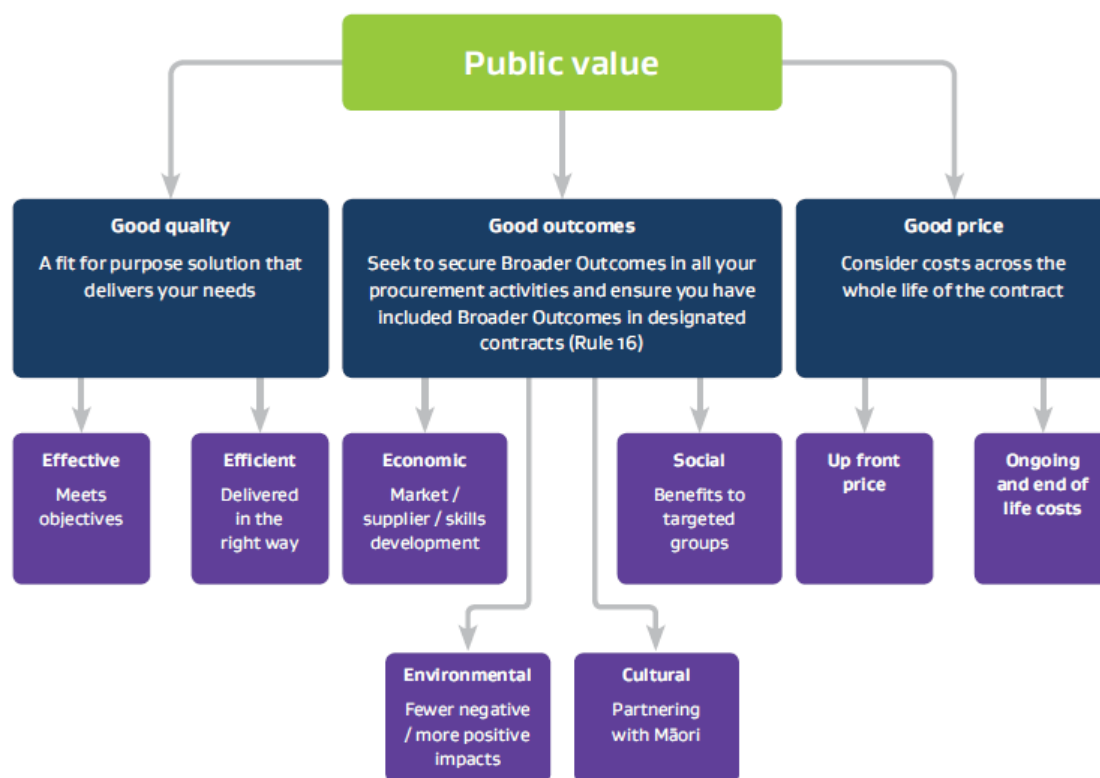 Public value
Good quality
A fit for purpose solution that
delivers your needs
Good outcomes
Seek to secure Broader Outcomes in all your
procurement activities and ensure you have
included Broader Outcomes in designated
contracts (Rule 16)
Good price
Consider costs across the
whole life of the contract
Effective
Meets
objectives
Efficient
Delivered
in the
right way
Economic
Market /
supplier / skills
development
Social
Benefits to
targeted
groups
Up front
price
Ongoing
and end of
life costs
Environmental
Fewer negative
/ more positive
impacts
Cultural
Partnering
with Māori